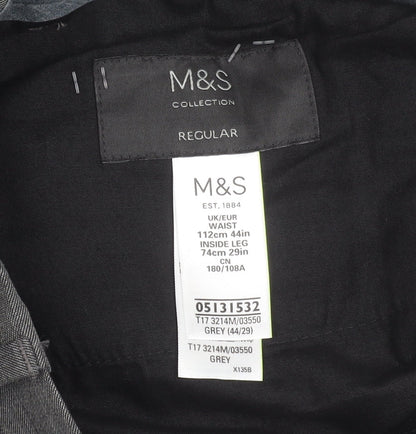 M&S
COLLECTION
REGULAR
M&S
EST. 1884
UK/EUR
WAIST
112cm 44in
INSIDE LEG
74cm 29in
CN
180/108A
05131532
T17 3214M/03550
GREY (44/29)
T17 3214M/03550
GREY
X135B